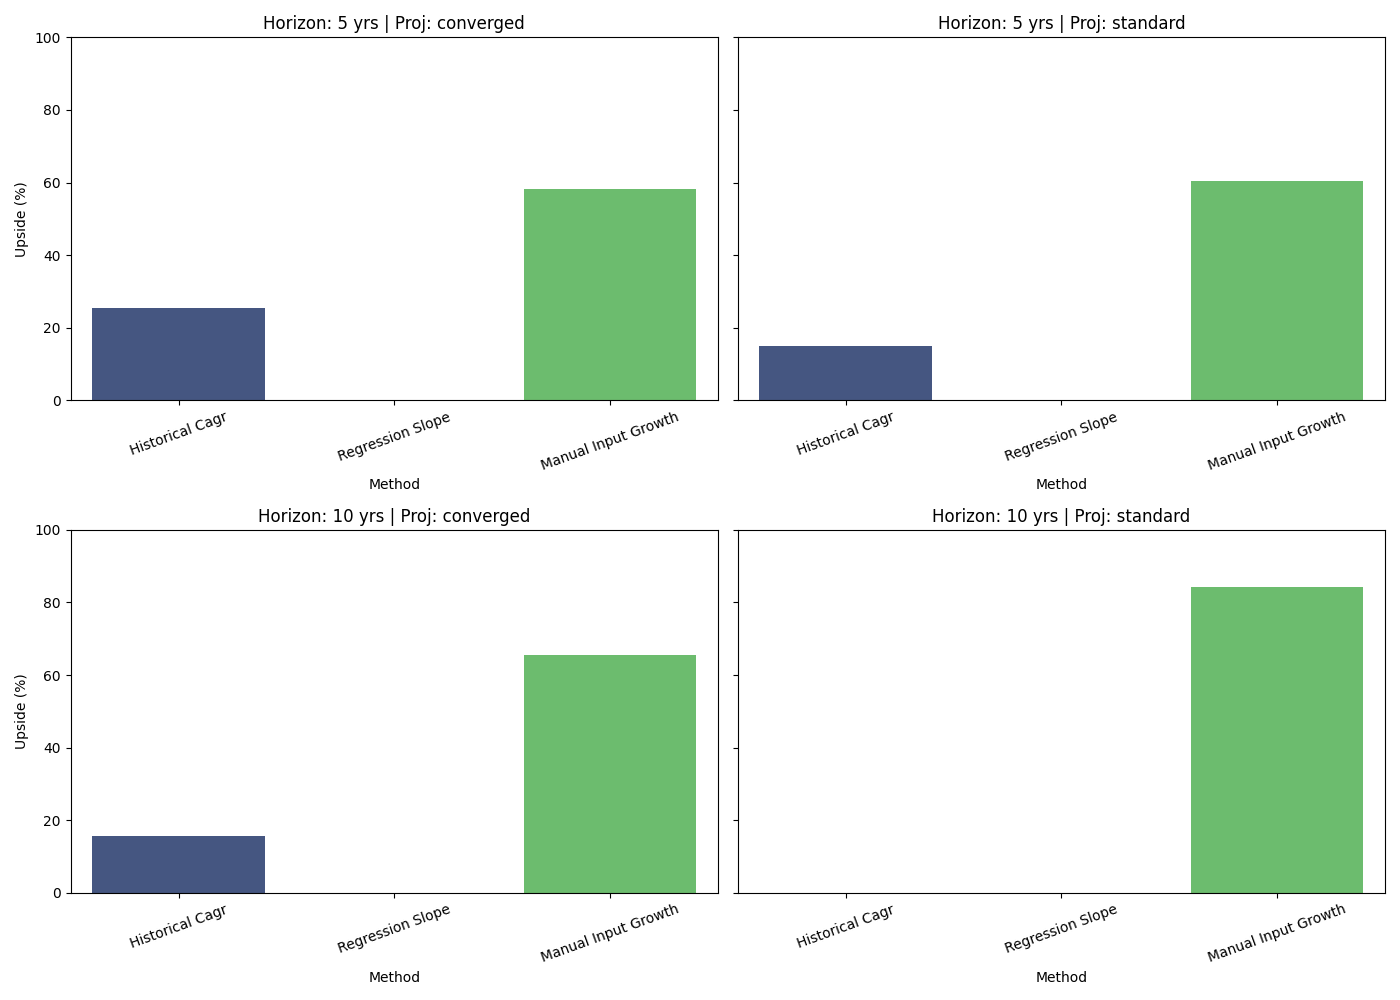 Horizon: 5 yrs | Proj: converged
Horizon: 5 yrs | Proj: standard
100
80
60
40
20
0
Upside (%)
Historical Cagr
Regression Slope
Manual Input Growth
Method
Historical Cagr
Regression Slope
Manual Input Growth
Method
Horizon: 10 yrs | Proj: converged
Horizon: 10 yrs | Proj: standard
100
80
60
40
20
0
Upside (%)
Historical Cagr
Regression Slope
Manual Input Growth
Method
Historical Cagr
Regression Slope
Manual Input Growth
Method